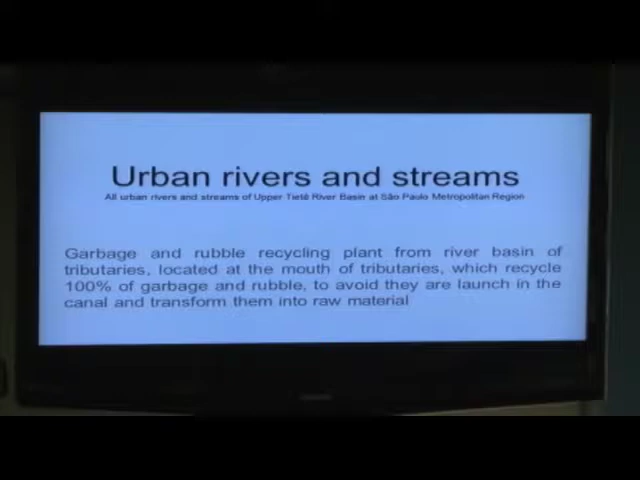 Urban rivers and streams
All urban rivers and streams of Upper Tietê River Basin at São Paulo Metropolitan Region
Garbage and rubble recycling plant from river basin of
tributaries, located at the mouth of tributaries, which recycle
100% of garbage and rubble, to avoid they are launch in the
canal and transform them into raw material